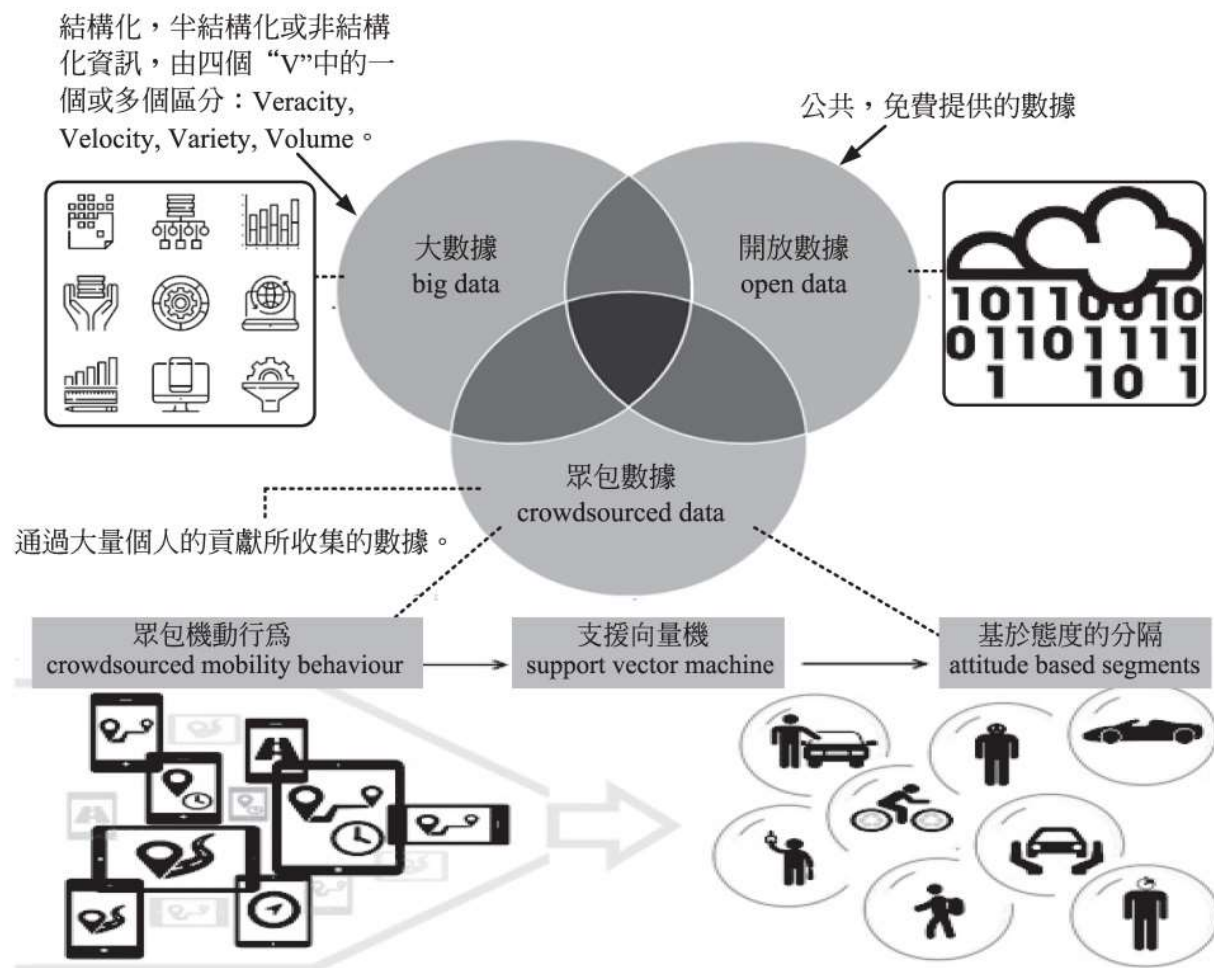 結構化，半結構化或非結構
化資訊，由四個“V”中的一
個或多個區分：Veracity,
Velocity, Variety, Volume。
公共，免費提供的數據
大數據
big data
開放數據
open data
10110010
01101111
1 10 1
眾包數據
crowdsourced data
通過大量個人的貢獻所收集的數據。
眾包機動行爲
crowdsourced mobility behaviour
支援向量機
support vector machine
基於態度的分隔
attitude based segments